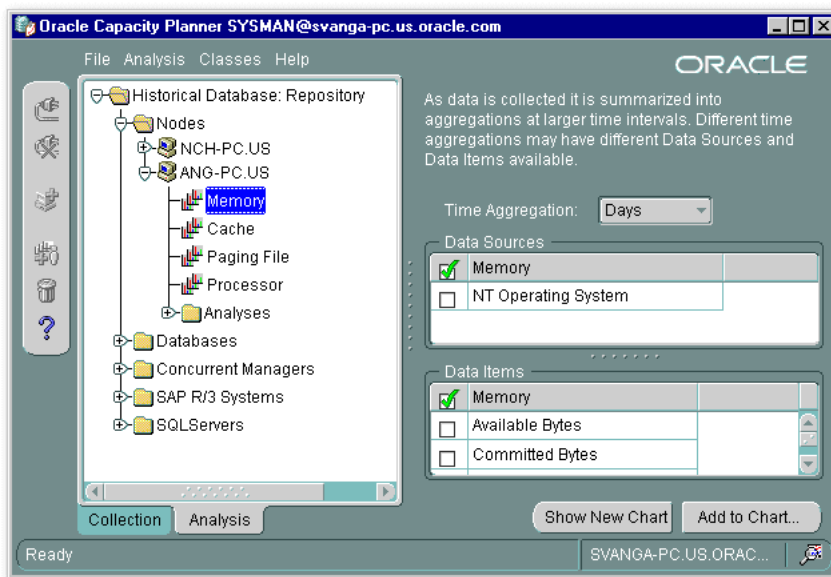 Oracle Capacity Planner SYSMAN@svanga-pc.us.oracle.com
File Analysis Classes Help
ORACLE
Historical Database: Repository
Nodes
NCH-PC.US
ANG-PC.US
Memory
Cache
Paging File
Processor
Analyses
Databases
Concurrent Managers
SAP R/3 Systems
SQLServers
Collection
Analysis
As data is collected it is summarized into
aggregations at larger time intervals. Different time
aggregations may have different Data Sources and
Data Items available.
Time Aggregation: Days
Data Sources
Memory
NT Operating System
Data Items
Memory
Available Bytes
Committed Bytes
Show New Chart
Add to Chart...
Ready
SVANGA-PC.US.ORAC...